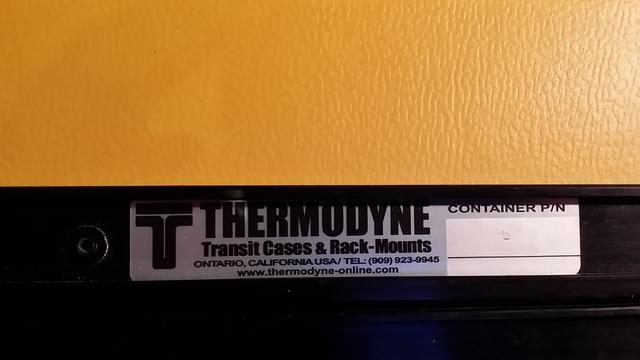 THERMODYNE
Transit Cases & Rack-Mounts
ONTARIO, CALIFORNIA USA/ TEL: (909) 923-9945
www.thermodyne-online.com
CONTAINER P/N